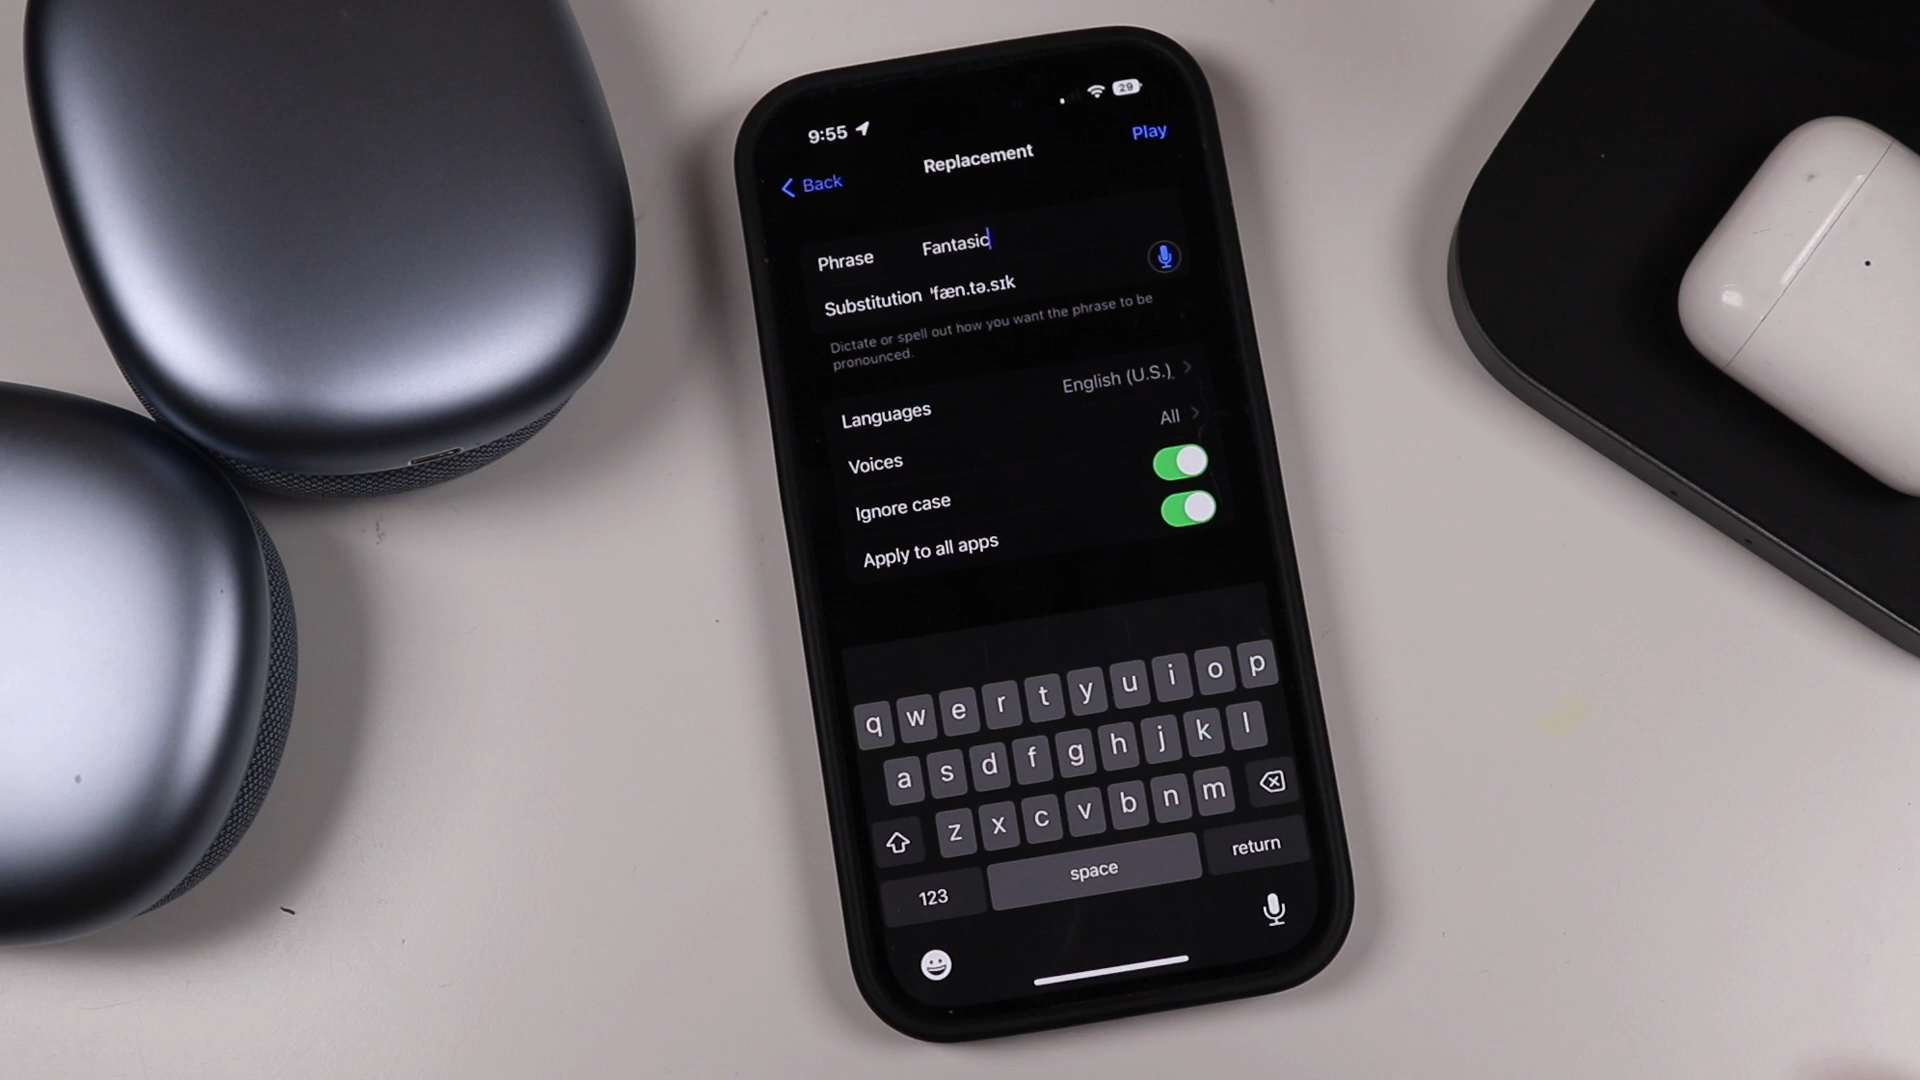 9:55
29
Back
Replacement
Play
Phrase Fantasic
Substitution ˈfæn.tə.sɪk
Dictate or spell out how you want the phrase to be
pronounced.
Languages English (U.S.)
Voices All
Ignore case
Apply to all apps
q w e r t y u i o p
a s d f g h j k l
z x c v b n m
123 space return